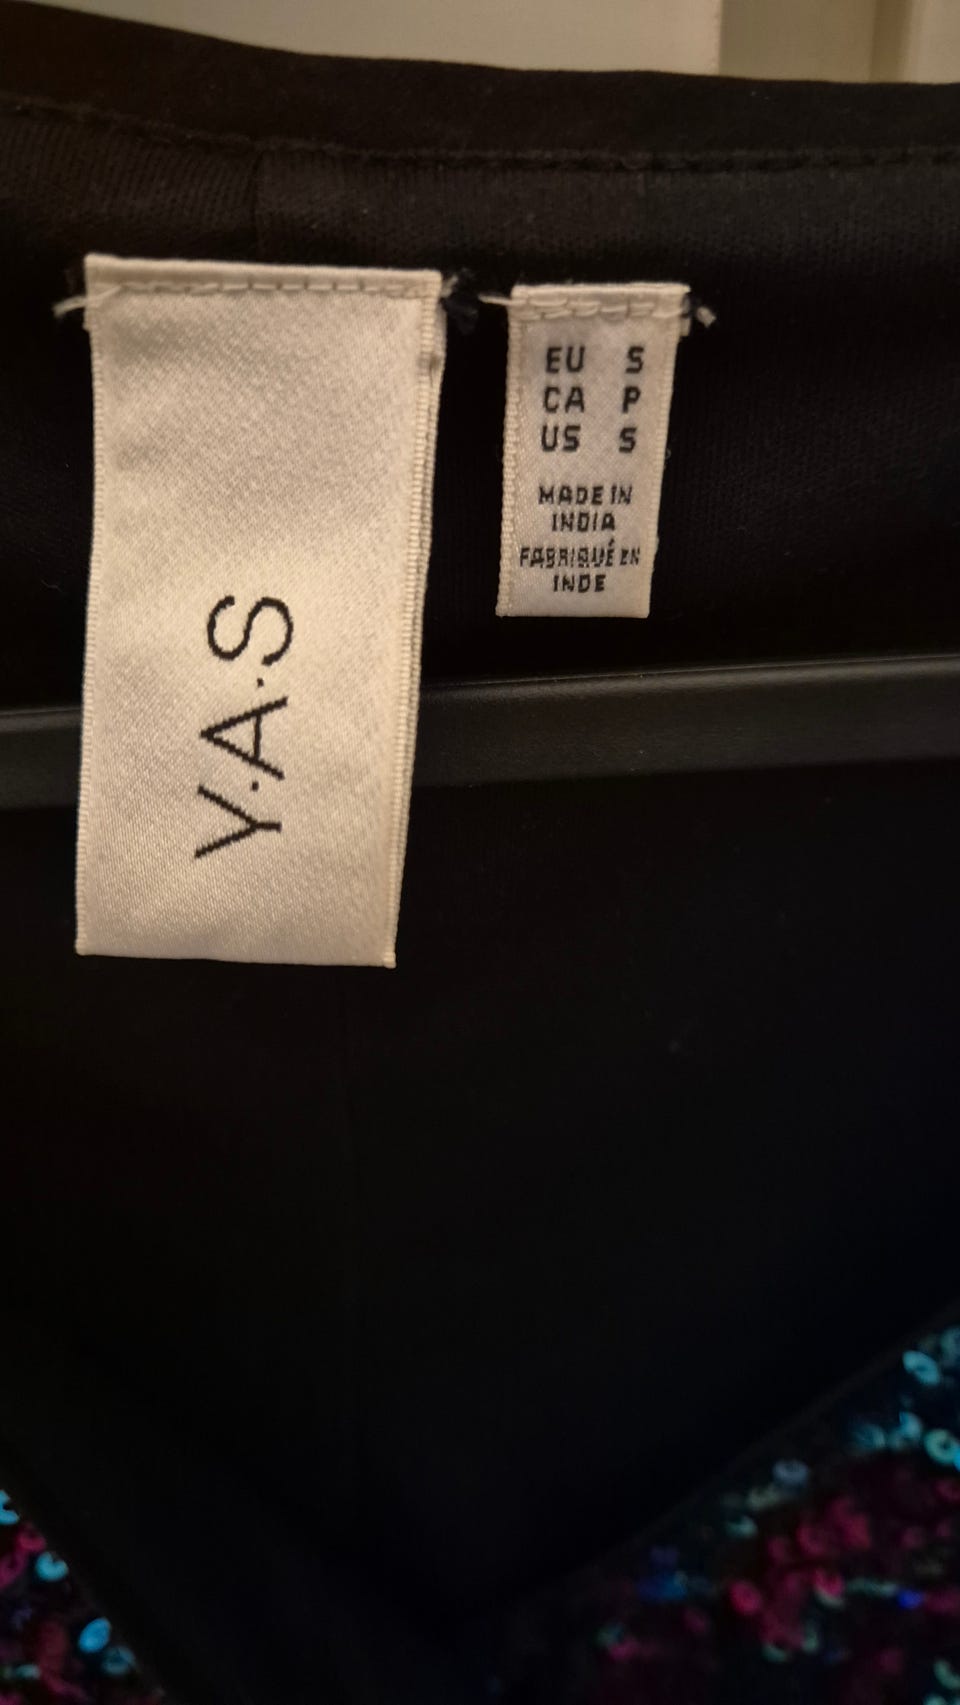 Y·A·S
EU S
CA P
US S
MADE IN
INDIA
FABRIQUÉ EN
INDE